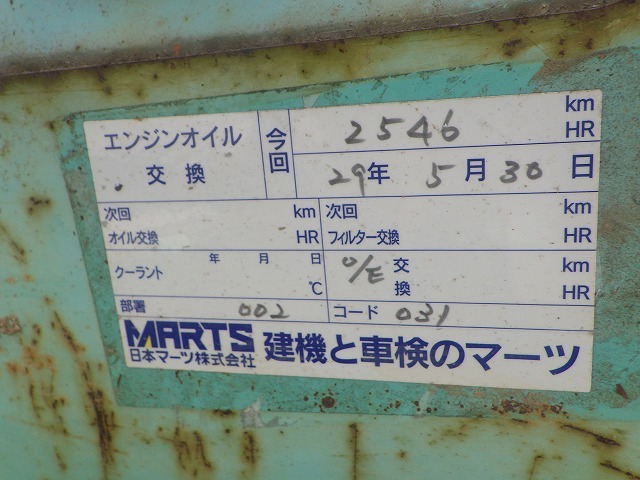 エンジンオイル
交換
今回
2546 km
HR
29年 5月 30日
次回 km
オイル交換 HR
次回 km
フィルター交換 HR
クーラント 年 月 日
℃
O/E 交 km
換 HR
部署 002 コード 031
MARTS
日本マーツ株式会社
建機と車検のマーツ